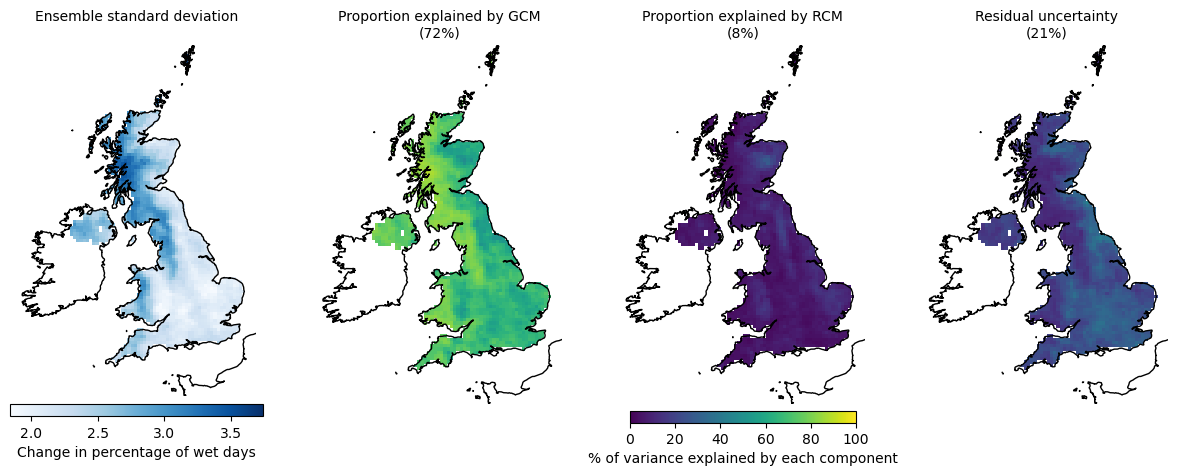 Ensemble standard deviation
Proportion explained by GCM
(72%)
Proportion explained by RCM
(8%)
Residual uncertainty
(21%)
2.0 2.5 3.0 3.5
Change in percentage of wet days
0 20 40 60 80 100
% of variance explained by each component